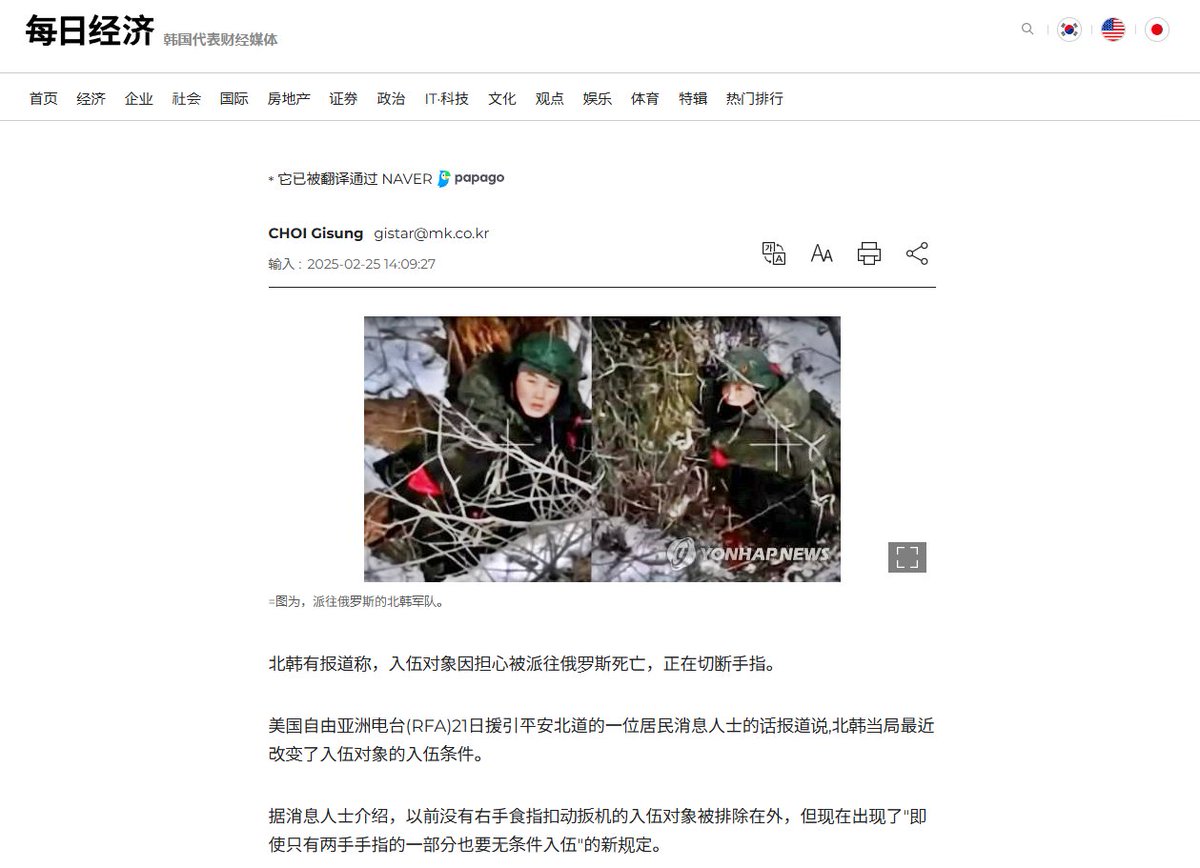 每日经济 韩国代表财经媒体
首页 经济 企业 社会 国际 房地产 证券 政治 IT·科技 文化 观点 娱乐 体育 特辑 热门排行
* 它已被翻译通过 NAVER papago
CHOI Gisung gistar@mk.co.kr
输入 : 2025-02-25 14:09:27
가 A
AA
YONHAP NEWS
=图为，派往俄罗斯的北韩军队。
北韩有报道称，入伍对象因担心被派往俄罗斯死亡，正在切断手指。
美国自由亚洲电台(RFA)21日援引平安北道的一位居民消息人士的话报道说,北韩当局最近
改变了入伍对象的入伍条件。
据消息人士介绍，以前没有右手食指扣动扳机的入伍对象被排除在外，但现在出现了"即
使只有两手手指的一部分也要无条件入伍"的新规定。